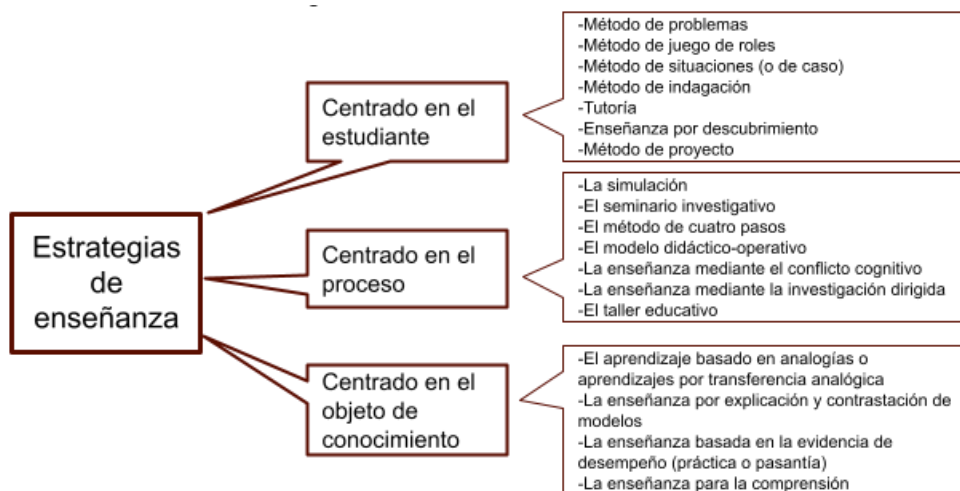 Estrategias
de
enseñanza
Centrado en el
estudiante
-Método de problemas
-Método de juego de roles
-Método de situaciones (o de caso)
-Método de indagación
-Tutoría
-Enseñanza por descubrimiento
-Método de proyecto
Centrado en el
proceso
-La simulación
-El seminario investigativo
-El método de cuatro pasos
-El modelo didáctico-operativo
-La enseñanza mediante el conflicto cognitivo
-La enseñanza mediante la investigación dirigida
-El taller educativo
Centrado en el
objeto de
conocimiento
-El aprendizaje basado en analogías o
aprendizajes por transferencia analógica
-La enseñanza por explicación y contrastación de
modelos
-La enseñanza basada en la evidencia de
desempeño (práctica o pasantía)
-La enseñanza para la comprensión